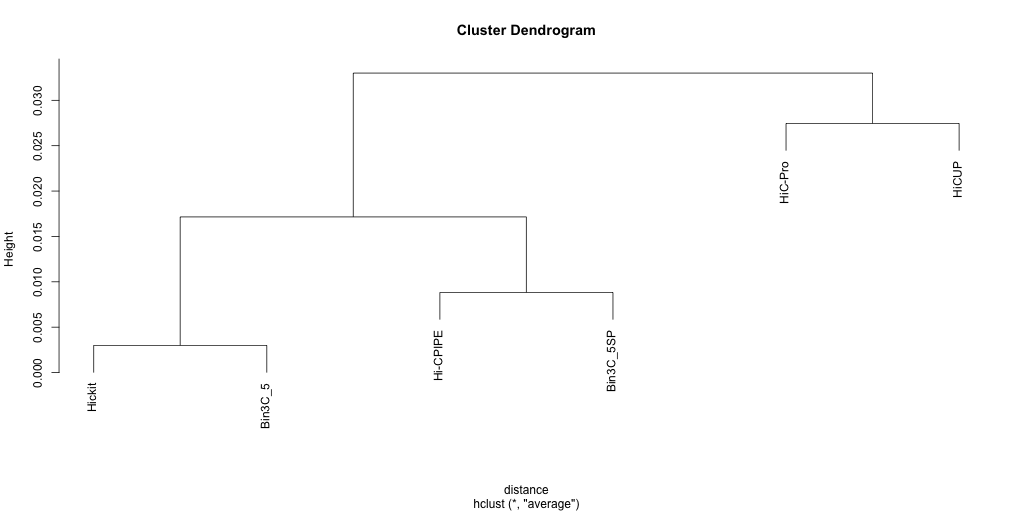 Cluster Dendrogram
Height
0.030
0.025
0.020
0.015
0.010
0.005
0.000
HiC-Pro
HiCUP
Hi-CPIPE
Bin3C_5SP
Hickit
Bin3C_5
distance
hclust (*, "average")